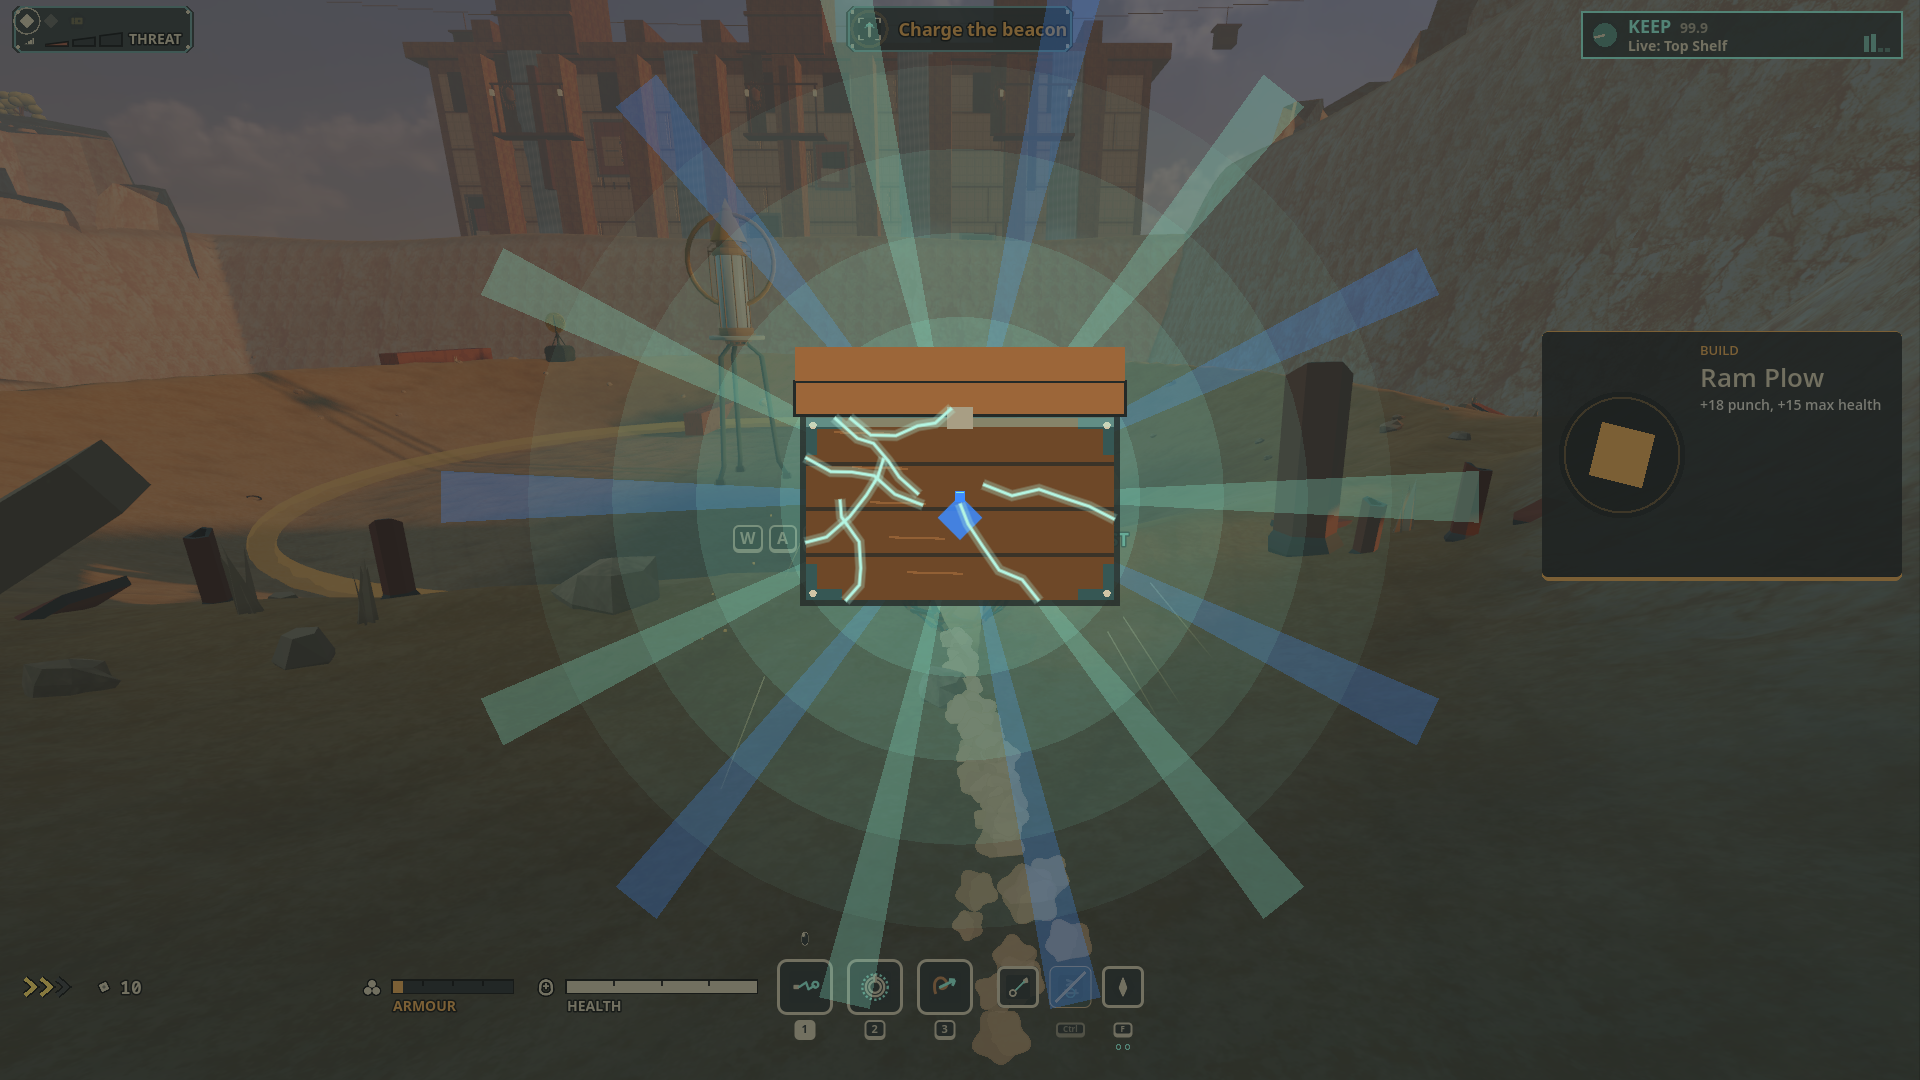 THREAT
Charge the beacon
KEEP 99.9
Live: Top Shelf
BUILD
Ram Plow
+18 punch, +15 max health
W A
T
10
ARMOUR
HEALTH
1 2 3 Ctrl F